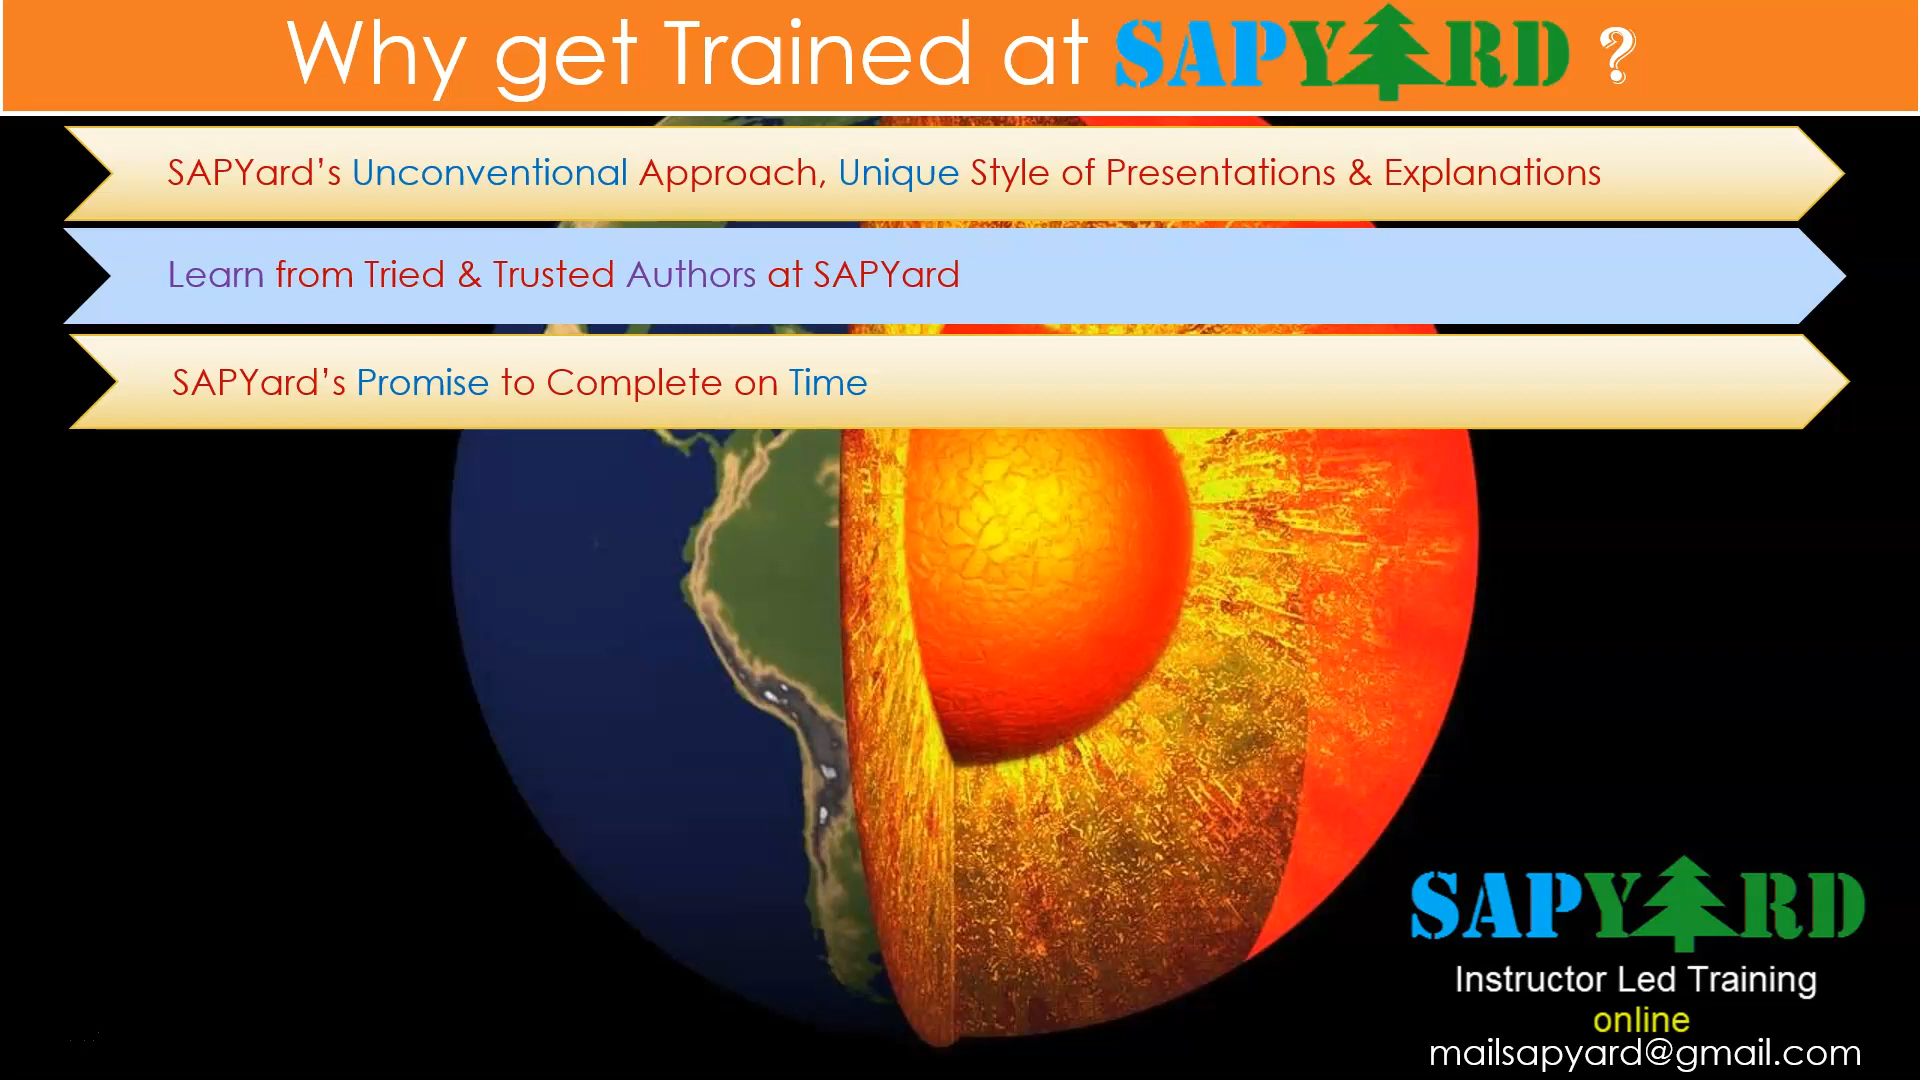 Why get Trained at SAPYARD ?
SAPYard’s Unconventional Approach, Unique Style of Presentations & Explanations
Learn from Tried & Trusted Authors at SAPYard
SAPYard’s Promise to Complete on Time
SAPYARD
Instructor Led Training
online
mailsapyard@gmail.com